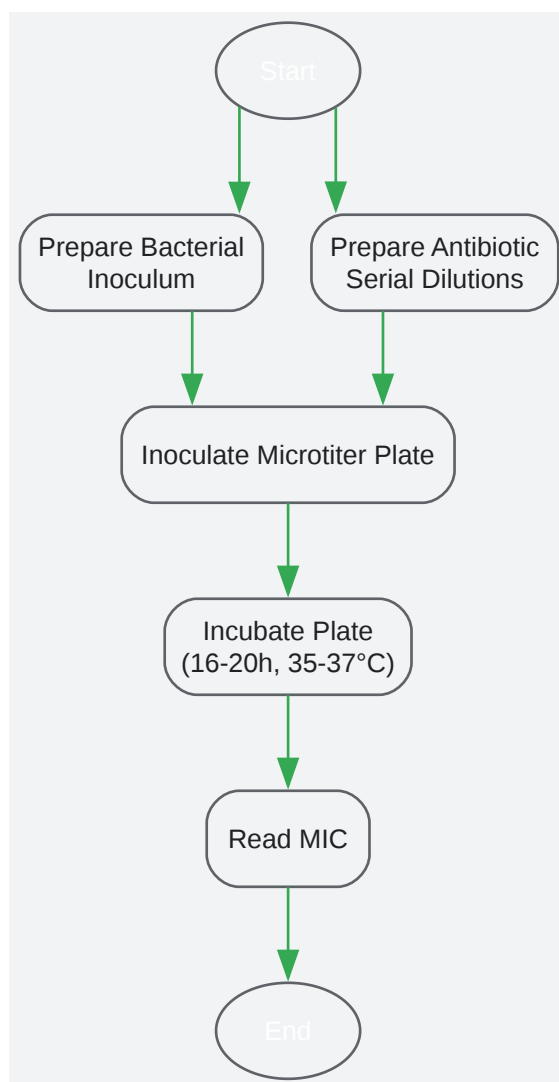 Start
Prepare Bacterial
Inoculum
Prepare Antibiotic
Serial Dilutions
Inoculate Microtiter Plate
Incubate Plate
(16-20h, 35-37°C)
Read MIC
End